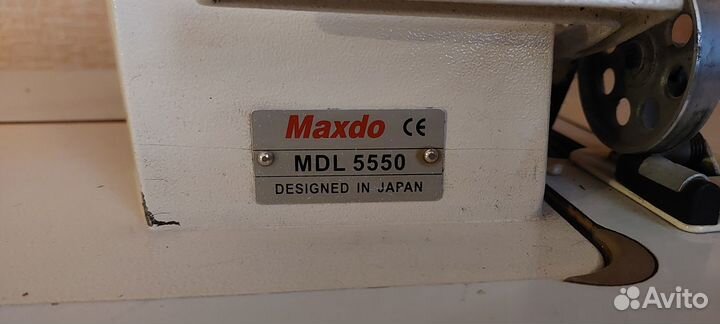 Maxdo CE
MDL 5550
DESIGNED IN JAPAN
Avito